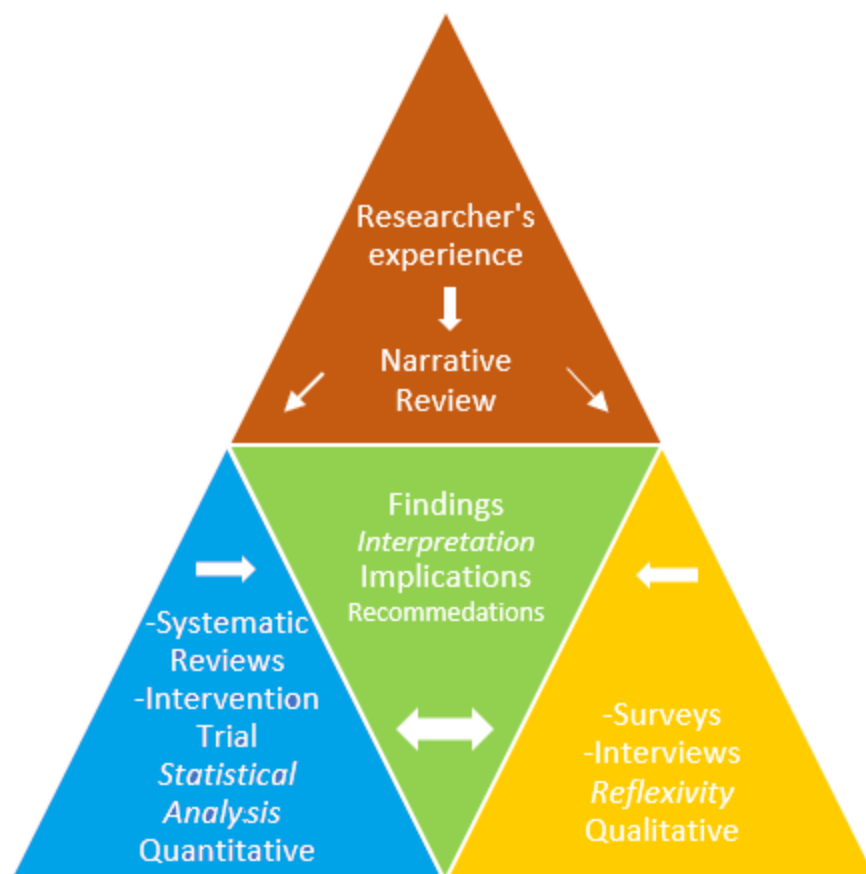 Researcher's
experience
Narrative
Review
Findings
Interpretation
Implications
Recommedations
-Systematic
Reviews
-Intervention
Trial
Statistical
Analysis
Quantitative
-Surveys
-Interviews
Reflexivity
Qualitative